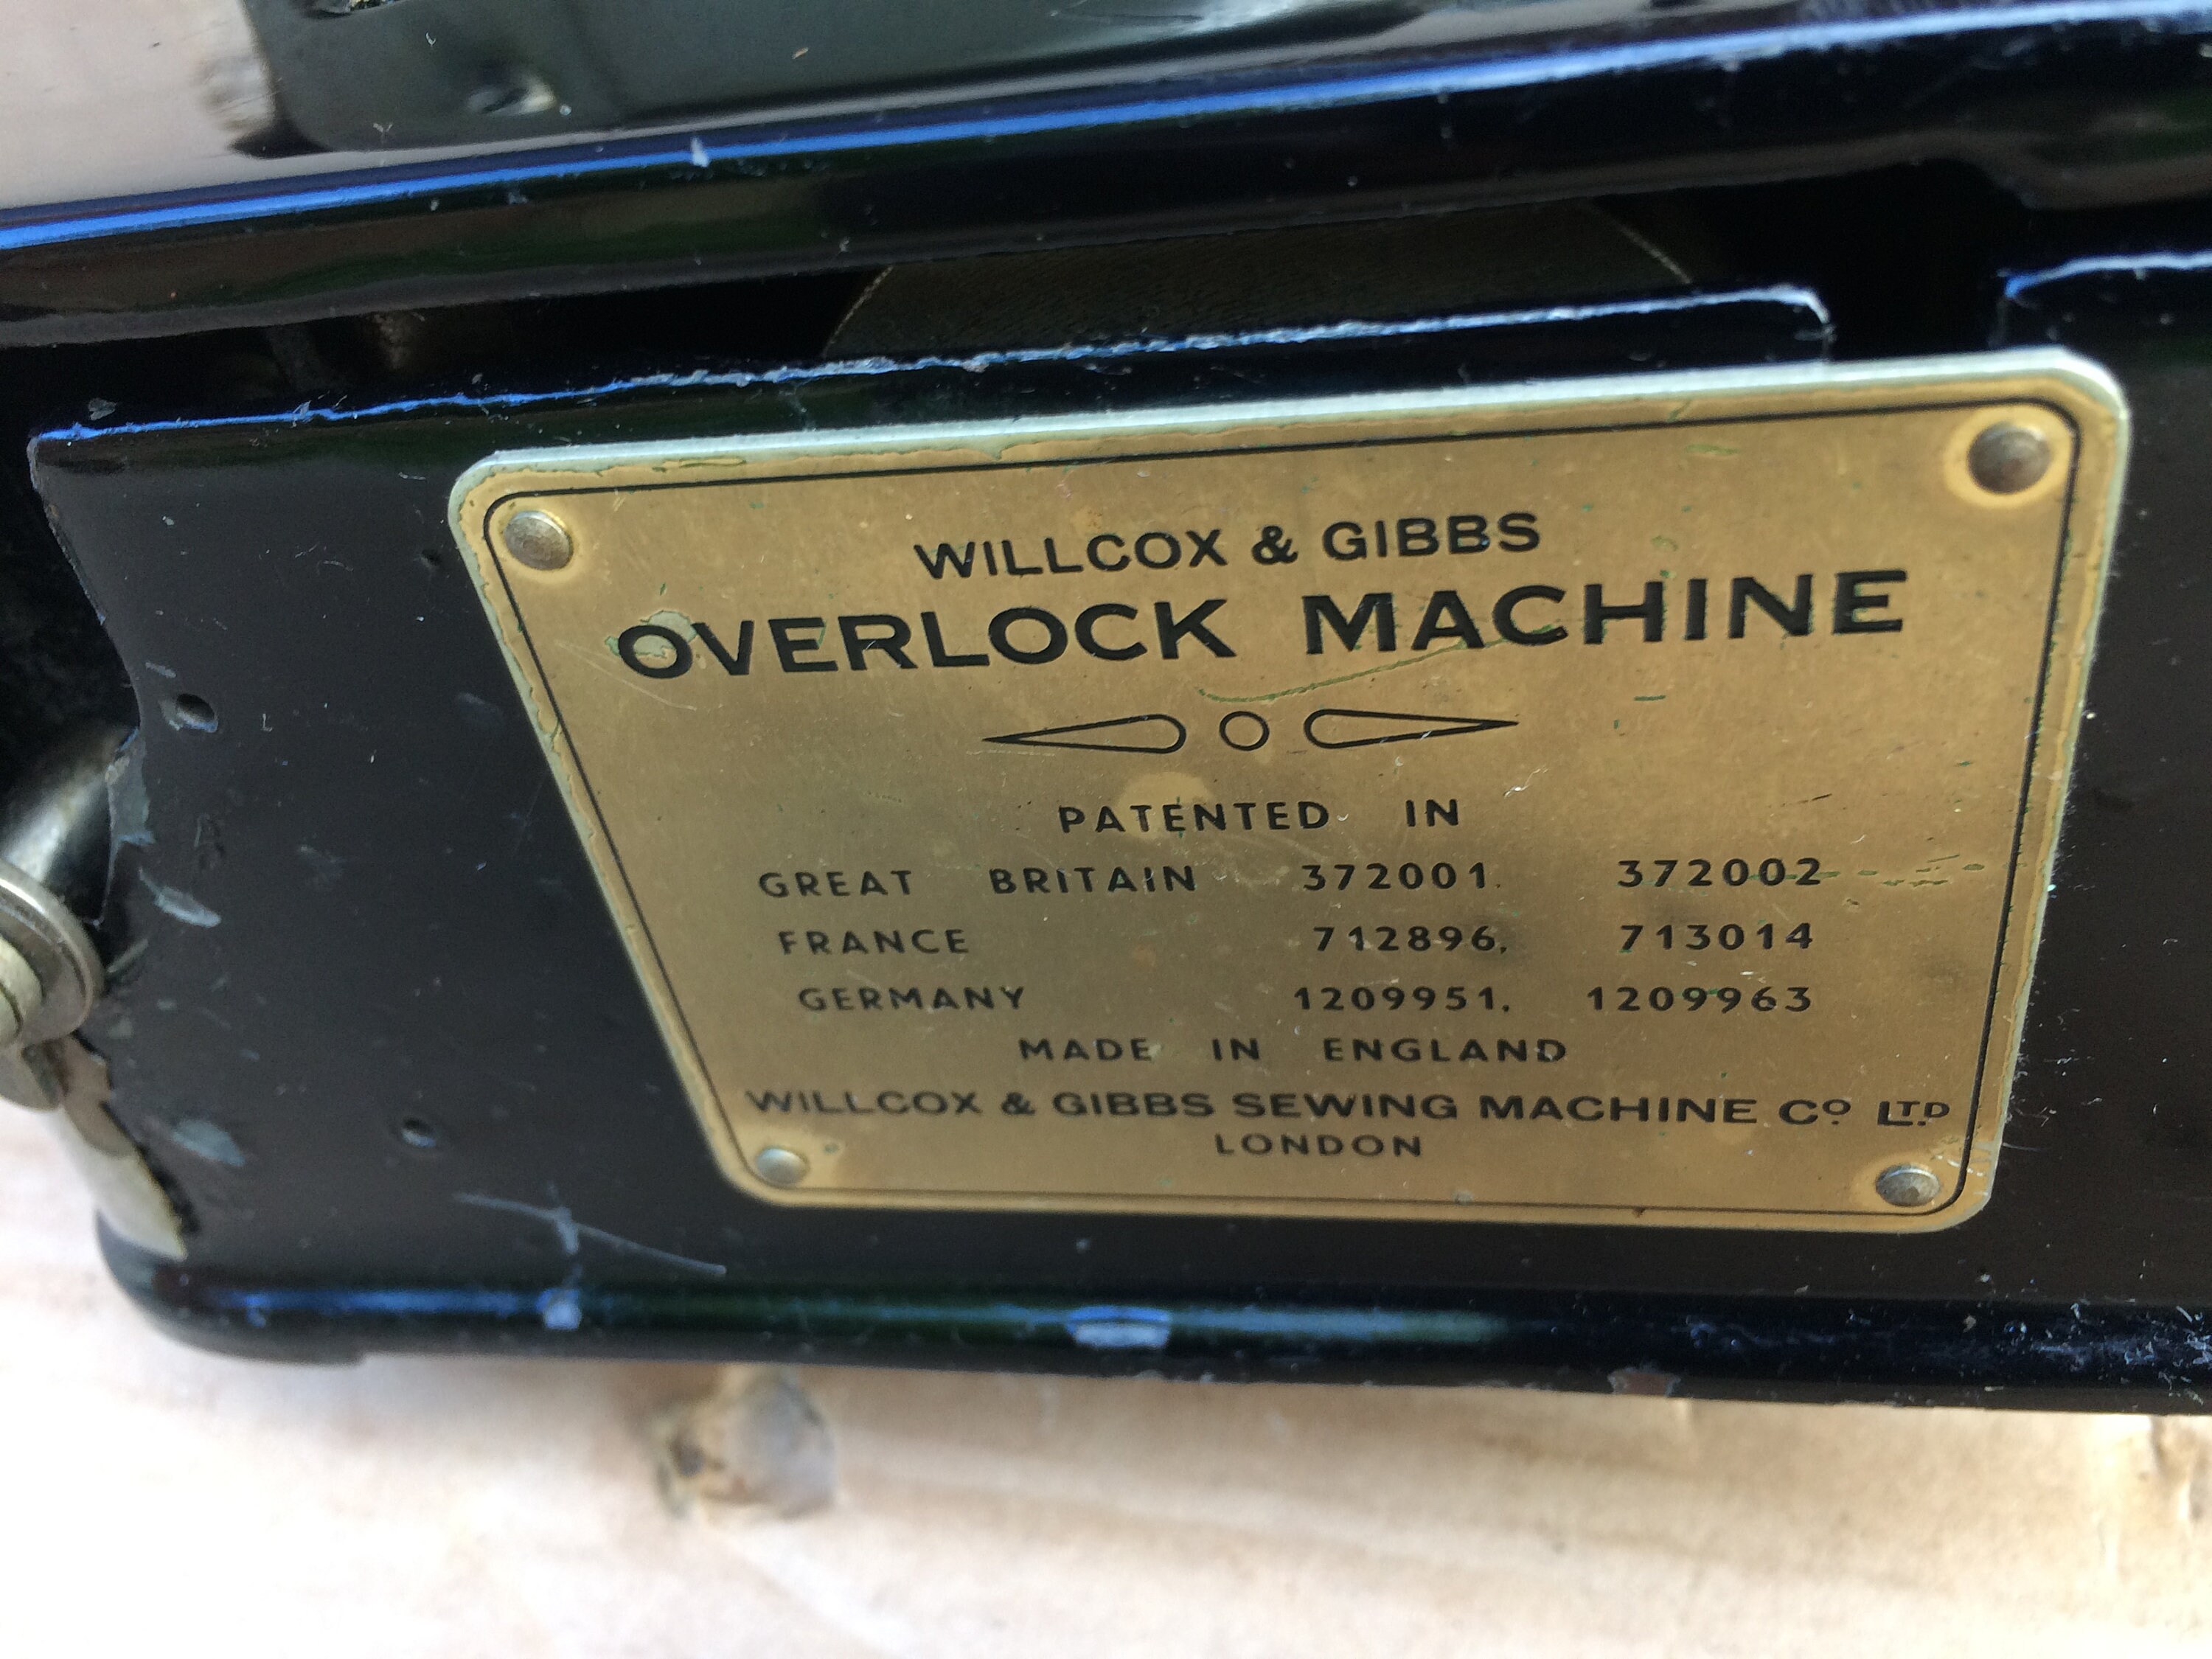 WILLCOX & GIBBS
OVERLOCK MACHINE
PATENTED IN
GREAT BRITAIN 372001. 372002
FRANCE 712896, 713014
GERMANY 1209951, 1209963
MADE IN ENGLAND
WILLCOX & GIBBS SEWING MACHINE Cº LTD
LONDON